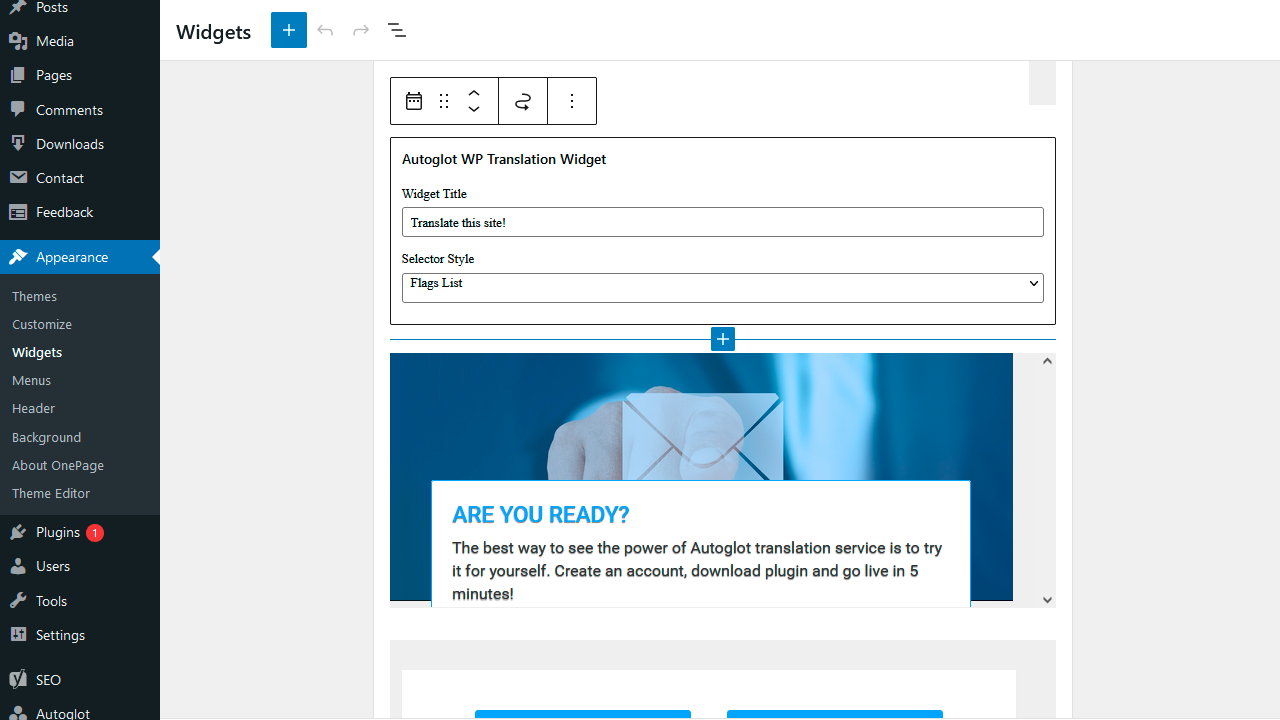 Posts
Media
Pages
Comments
Downloads
Contact
Feedback
Appearance
Themes
Customize
Widgets
Menus
Header
Background
About OnePage
Theme Editor
Plugins 1
Users
Tools
Settings
SEO
Autoglot
Widgets
Autoglot WP Translation Widget
Widget Title
Translate this site!
Selector Style
Flags List
ARE YOU READY?
The best way to see the power of Autoglot translation service is to try
it for yourself. Create an account, download plugin and go live in 5
minutes!